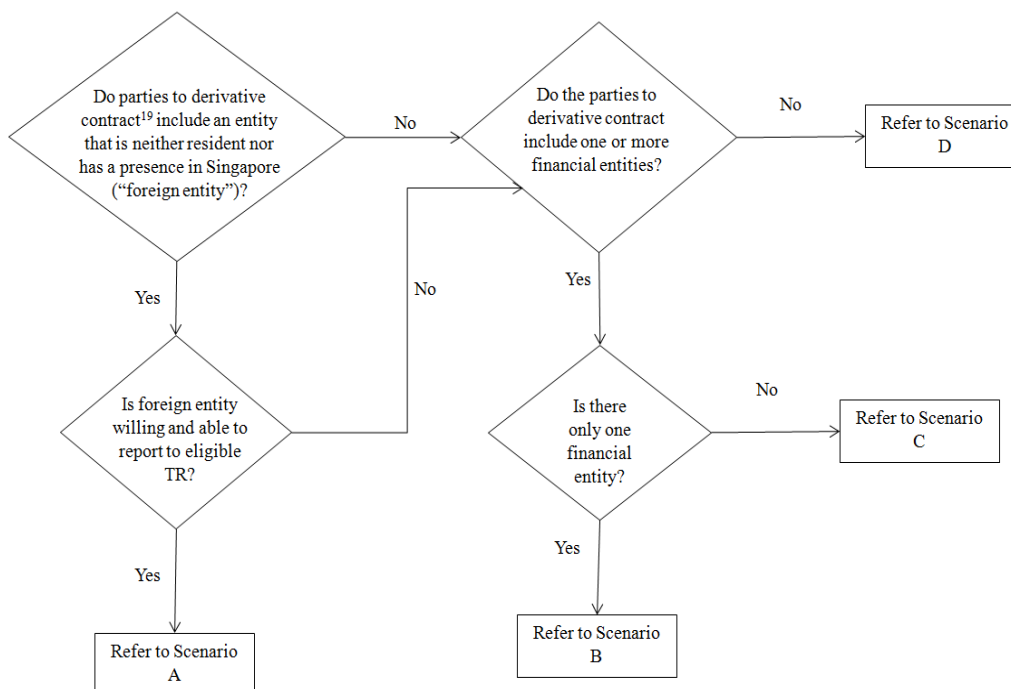 Do parties to derivative
contract19 include an entity
that is neither resident nor
has a presence in Singapore
(“foreign entity”)?
No
Do the parties to
derivative contract
include one or more
financial entities?
No
Refer to Scenario
D
Yes
No
Yes
Is foreign entity
willing and able to
report to eligible
TR?
Is there
only one
financial
entity?
No
Refer to Scenario
C
Yes
Yes
Refer to Scenario
A
Refer to Scenario
B